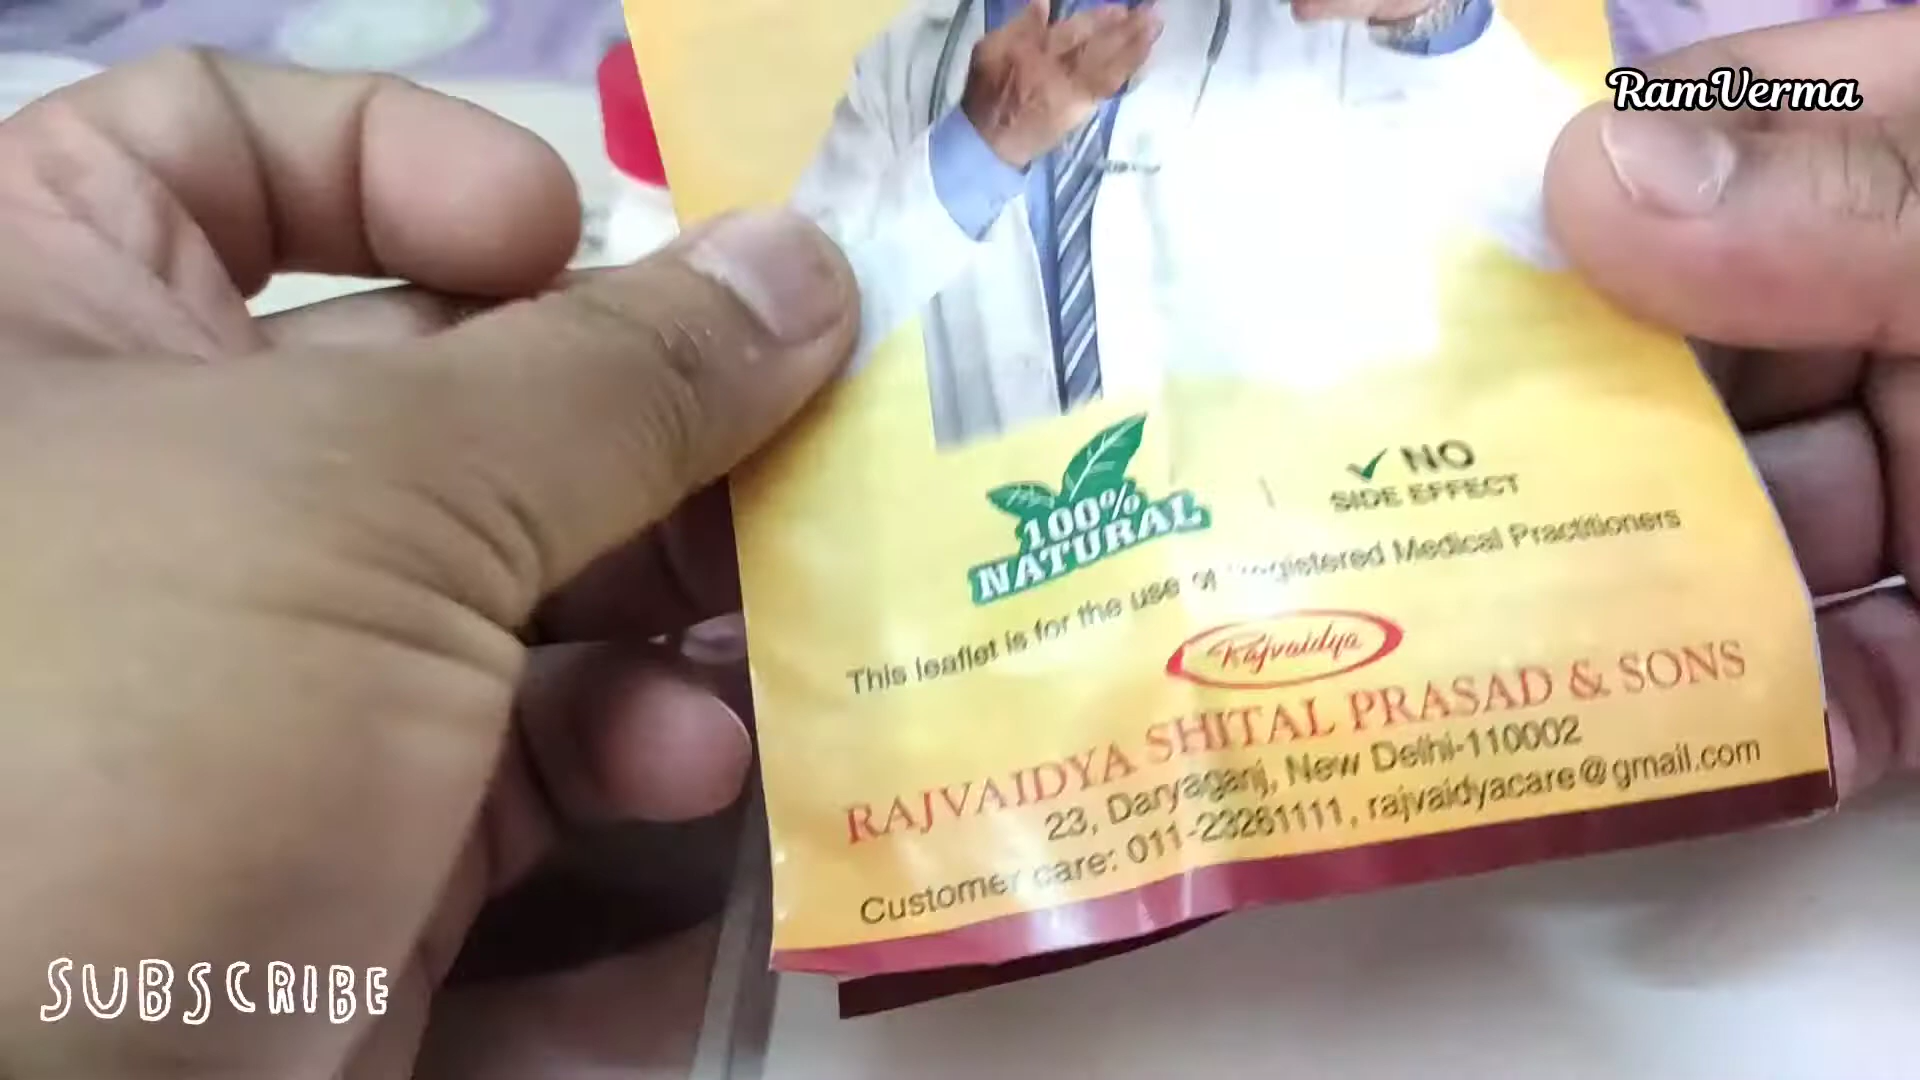 RamVerma
100%
NATURAL
✓ NO
SIDE EFFECT
This leaflet is for the use of Registered Medical Practitioners
Rajvaidya
RAJVAIDYA SHITAL PRASAD & SONS
23, Daryaganj, New Delhi-110002
Customer care: 011-23261111, rajvaidyacare@gmail.com
SUBSCRIBE